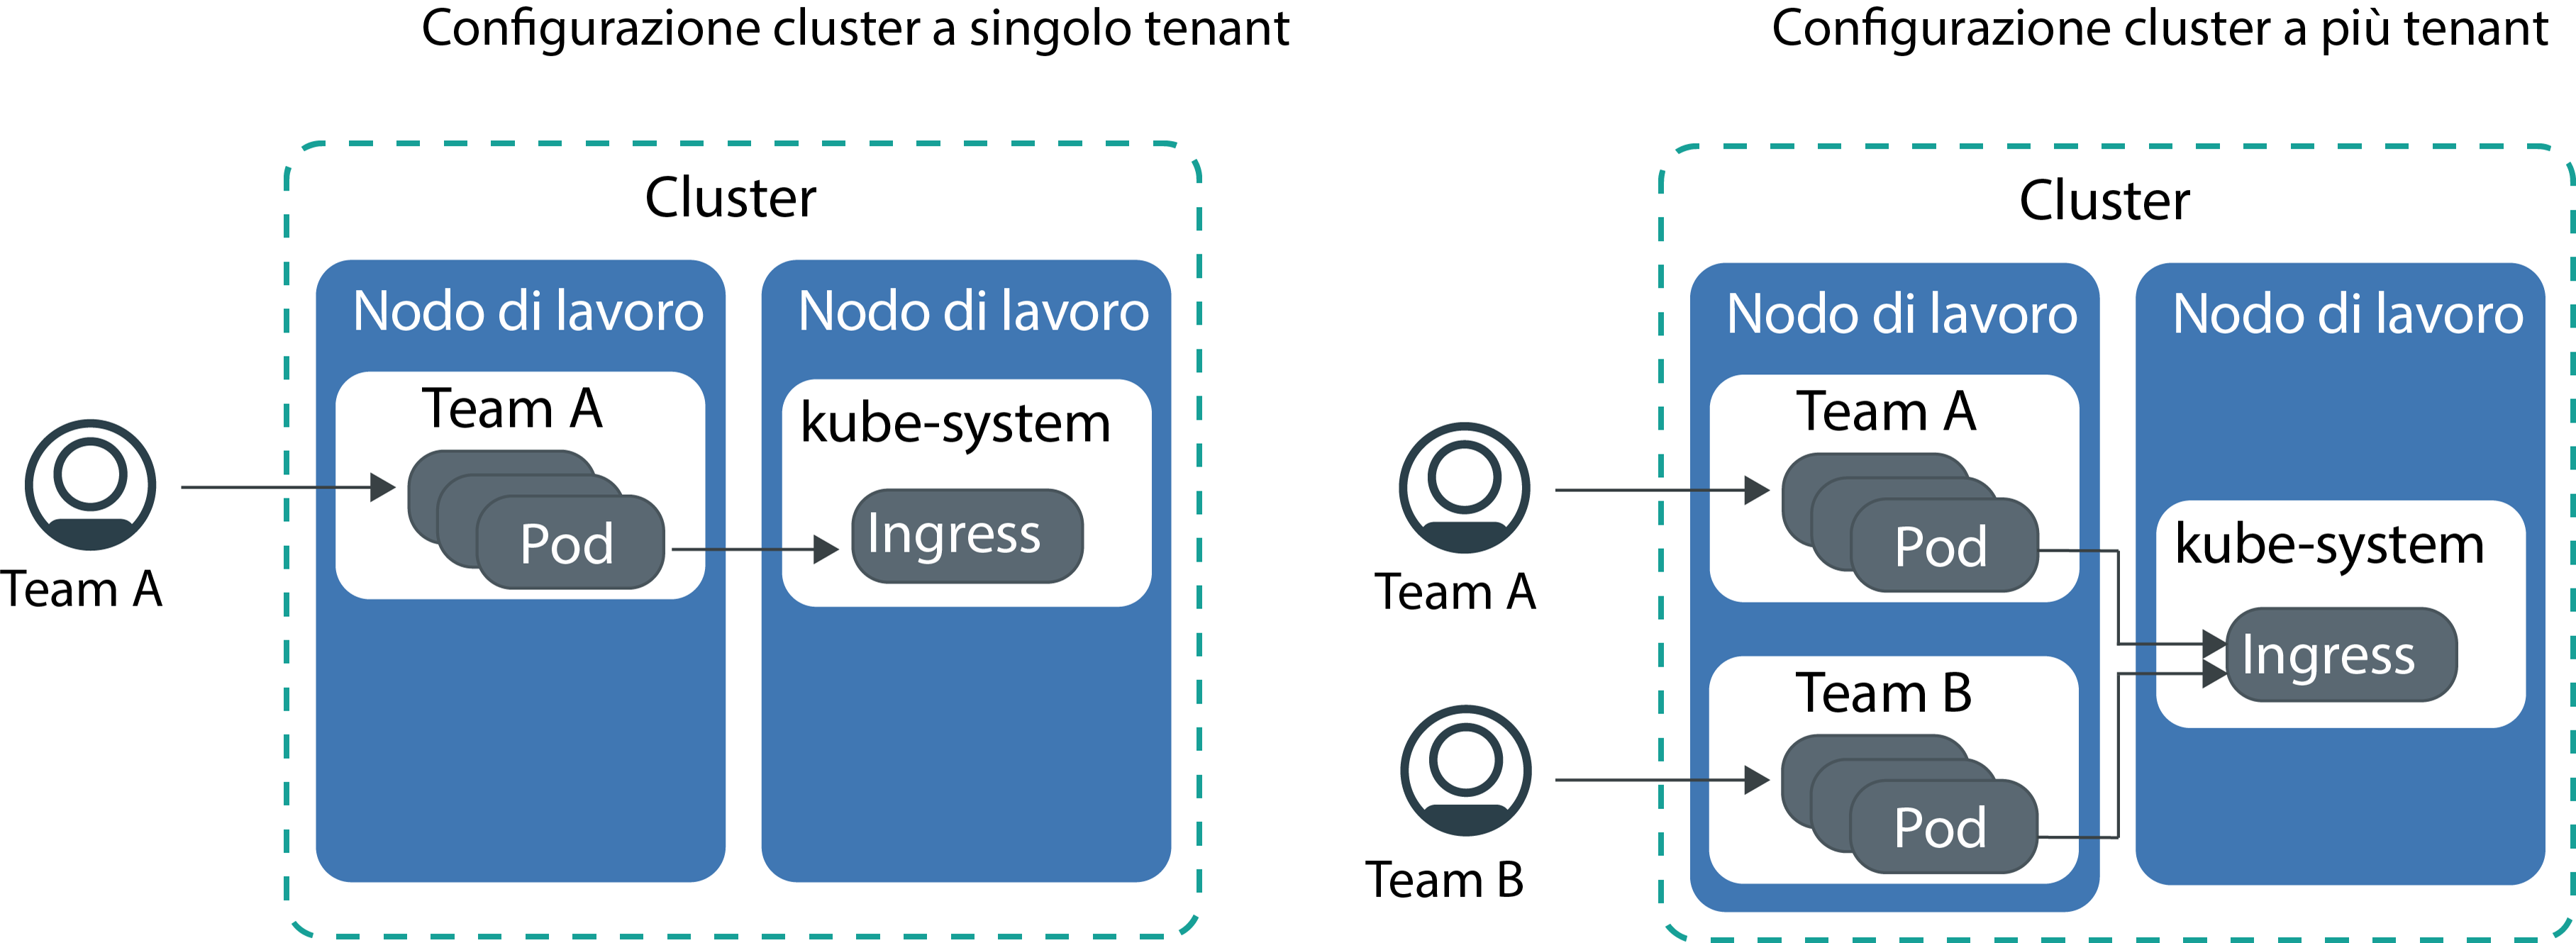 Configurazione cluster a singolo tenant
Cluster
Nodo di lavoro
Nodo di lavoro
Team A
kube-system
Pod
Ingress
Team A
Configurazione cluster a più tenant
Cluster
Nodo di lavoro
Nodo di lavoro
Team A
Pod
kube-system
Team A
Ingress
Team B
Pod
Team B